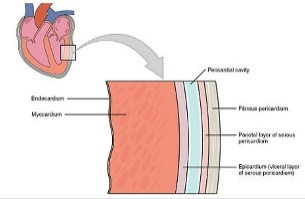 Pericardial cavity
Endocardium
Myocardium
Fibrous pericardium
Parietal layer of serous
pericardium
Epicardium (visceral layer
of serous pericardium)